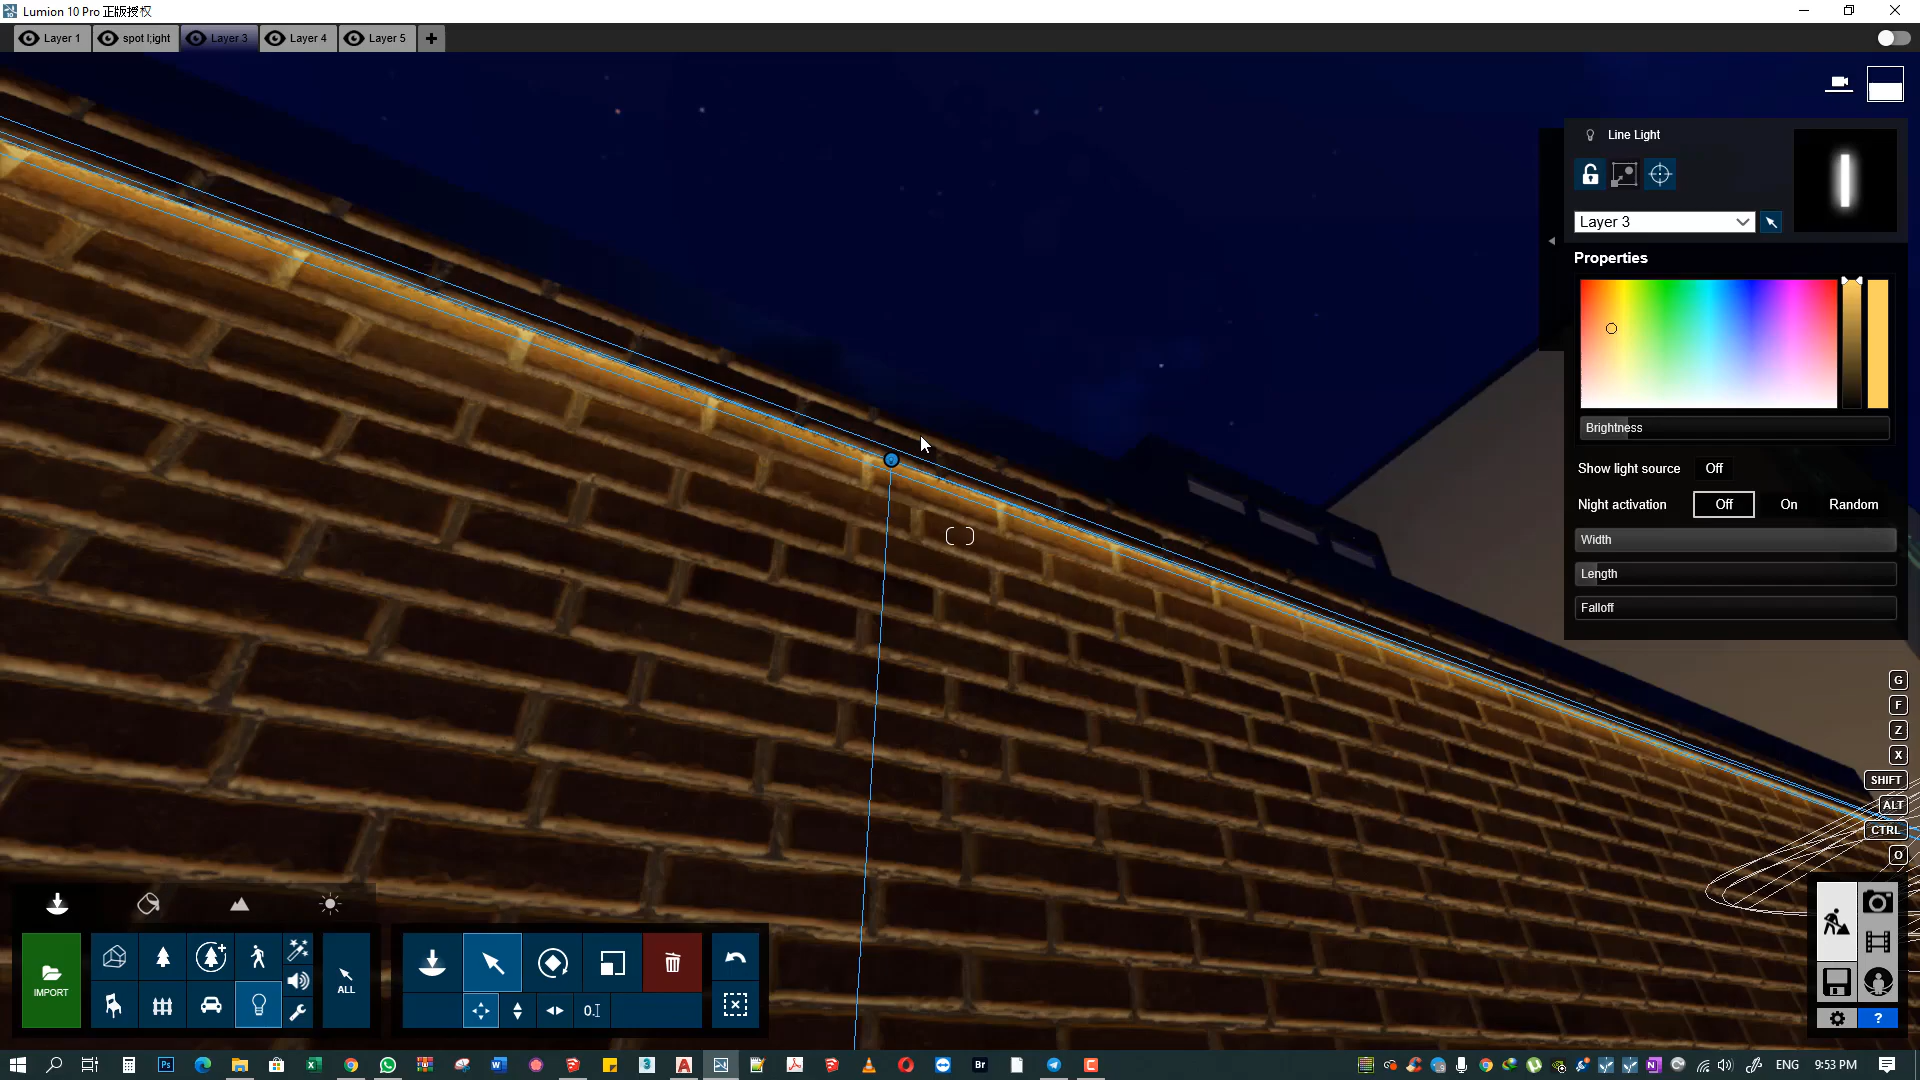 Lumion 10 Pro 正版授权
Layer 1
spot l;ight
Layer 3
Layer 4
Layer 5
+
Line Light
Layer 3
Properties
Brightness
Show light source Off
Night activation Off On Random
Width
Length
Falloff
G
F
Z
X
SHIFT
ALT
CTRL
O
IMPORT
ALL
?
ENG
9:53 PM